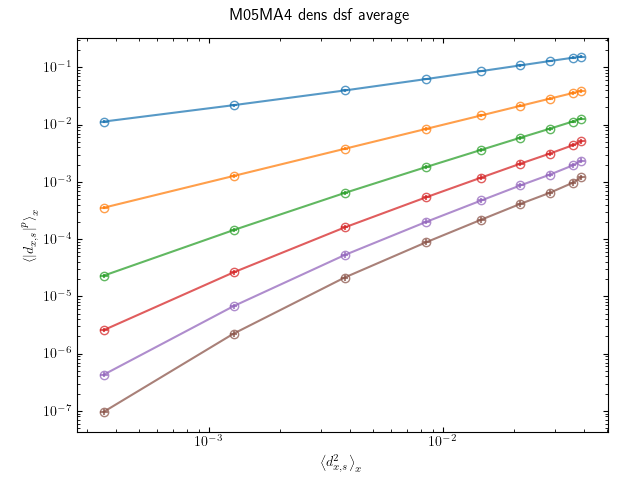 M05MA4 dens dsf average
10⁻¹
10⁻²
10⁻³
10⁻⁴
10⁻⁵
10⁻⁶
10⁻⁷
⟨|d_{x,s}|^p⟩_x
10⁻³ 10⁻²
⟨d²_{x,s}⟩_x